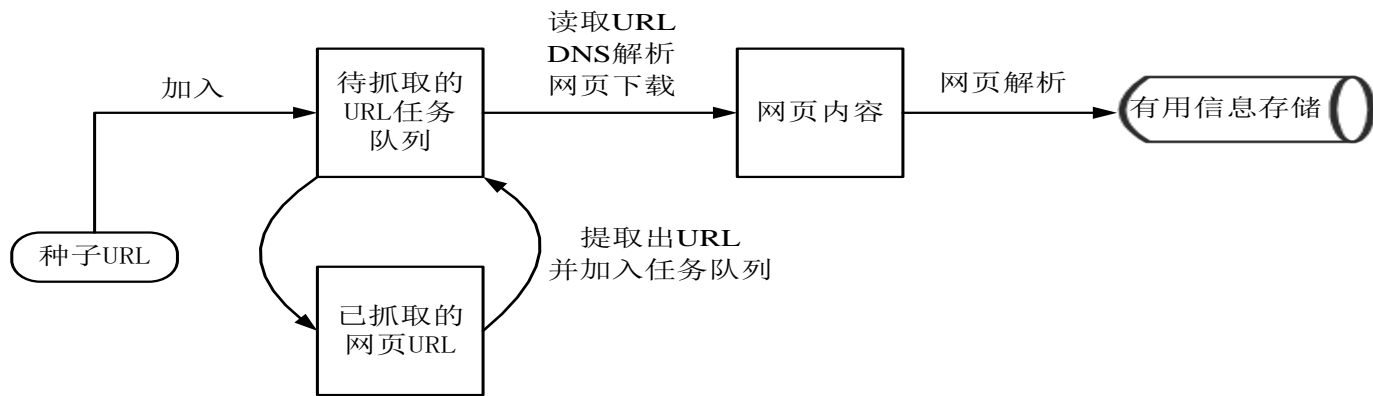 加入
待抓取的
URL任务
队列
读取URL
DNS解析
网页下载
网页内容
网页解析
有用信息存储
种子URL
提取出URL
并加入任务队列
已抓取的
网页URL